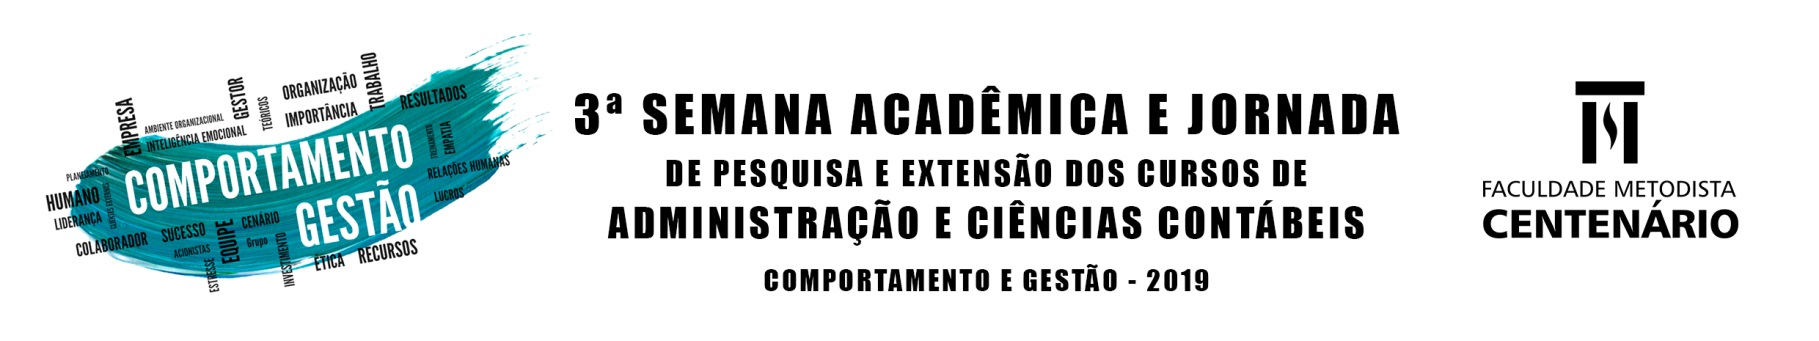 ORGANIZAÇÃO
TRABALHO
GESTOR
TEÓRICOS
IMPORTÂNCIA
RESULTADOS
EMPRESA
AMBIENTE ORGANIZACIONAL
INTELIGÊNCIA EMOCIONAL
TREINAMENTO
EMPATIA
COMPORTAMENTO
RELAÇÕES HUMANAS
PLANEJAMENTO
HUMANO
LUCROS
LIDERANÇA
GESTÃO
COLABORADOR
SUCESSO
EQUIPE
CENÁRIO
ACIONISTAS
Grupo
ESTRESSE
INVESTIMENTO
ÉTICA
RECURSOS
3ª SEMANA ACADÊMICA E JORNADA
DE PESQUISA E EXTENSÃO DOS CURSOS DE
ADMINISTRAÇÃO E CIÊNCIAS CONTÁBEIS
COMPORTAMENTO E GESTÃO - 2019
FACULDADE METODISTA
CENTENÁRIO